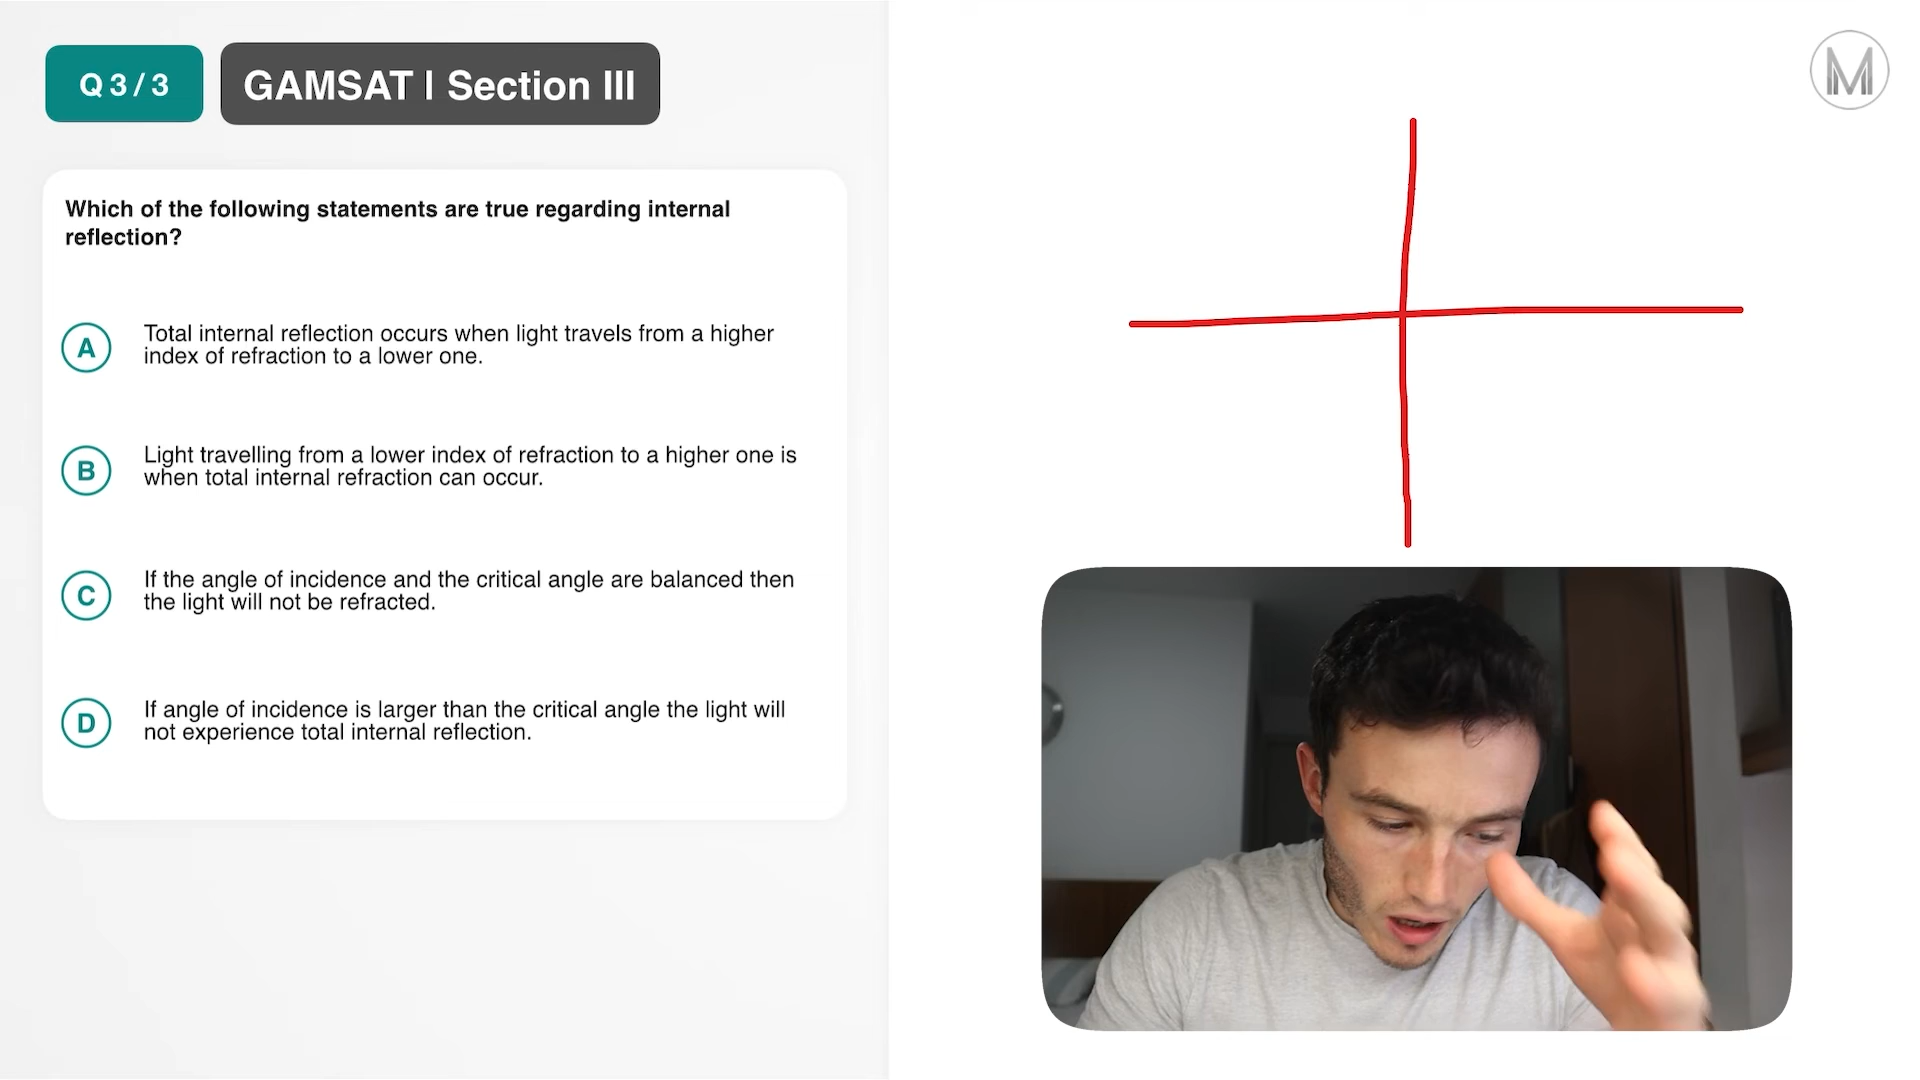 Q 3 / 3
GAMSAT | Section III
Which of the following statements are true regarding internal
reflection?
A
Total internal reflection occurs when light travels from a higher
index of refraction to a lower one.
B
Light travelling from a lower index of refraction to a higher one is
when total internal refraction can occur.
C
If the angle of incidence and the critical angle are balanced then
the light will not be refracted.
D
If angle of incidence is larger than the critical angle the light will
not experience total internal reflection.
M